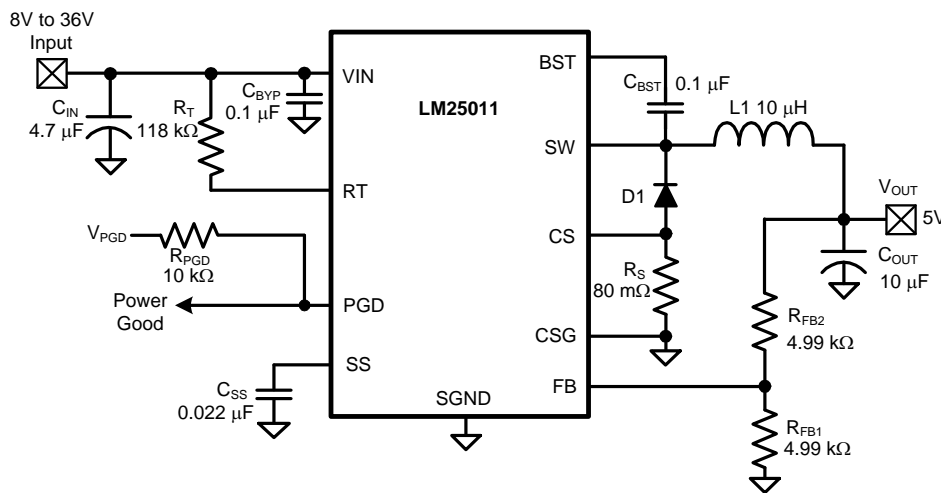 8V to 36V
Input
VIN
BST
C_BYP
0.1 μF
C_BST
0.1 μF
C_IN
4.7 μF
R_T
118 kΩ
LM25011
L1 10 μH
SW
RT
D1
V_OUT
5V
V_PGD
R_PGD
10 kΩ
CS
C_OUT
10 μF
R_S
80 mΩ
Power
Good
PGD
CSG
R_FB2
4.99 kΩ
SS
C_SS
0.022 μF
SGND
FB
R_FB1
4.99 kΩ